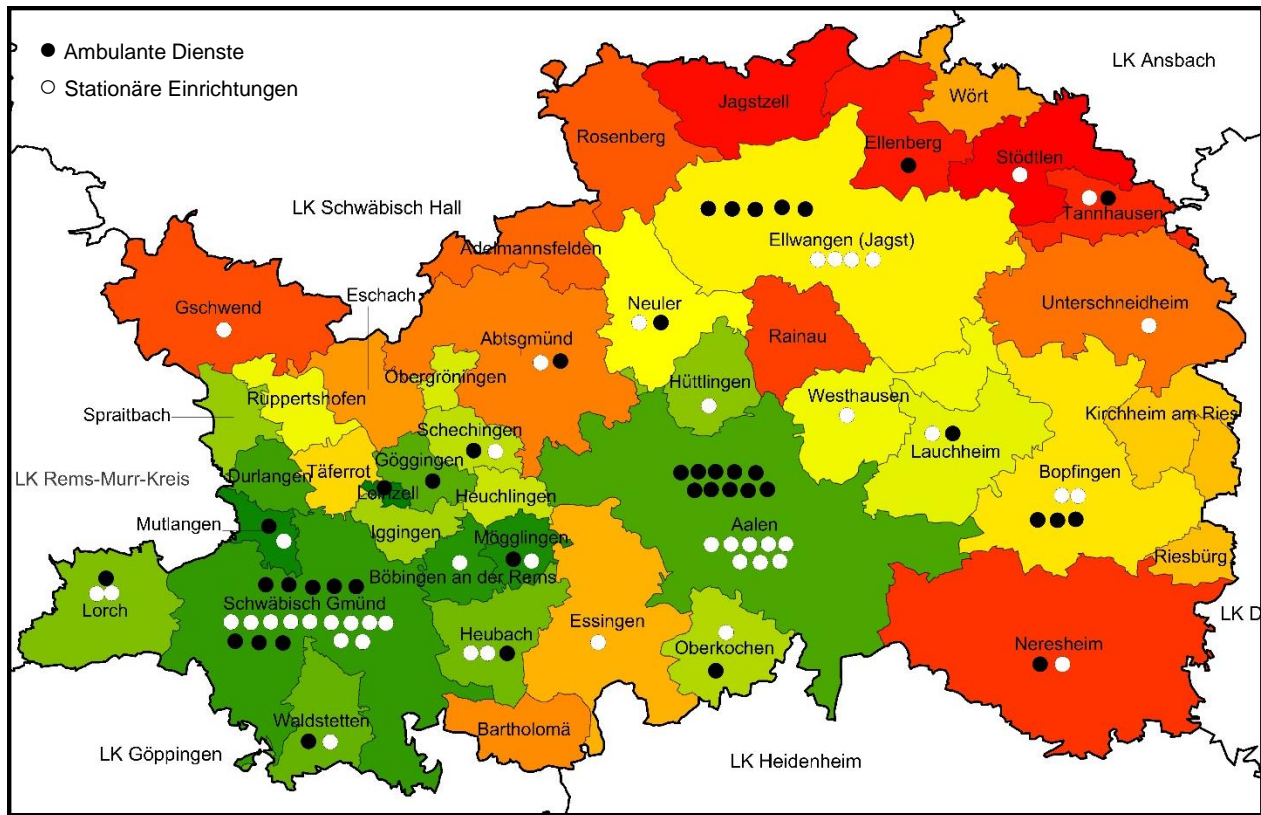 Ambulante Dienste
Stationäre Einrichtungen
LK Ansbach
Wört
Jagstzell
Rosenberg
Ellenberg
Stödtlen
Tannhausen
LK Schwäbisch Hall
Adelmannsfelden
Ellwangen (Jagst)
Eschach
Gschwend
Neuler
Unterschneidheim
Abtsgmünd
Rainau
Obergröningen
Hüttlingen
Ruppertshofen
Westhausen
Spraitbach
Kirchheim am Ries
Schechingen
Lauchheim
Göggingen
Täferrot
Durlangen
LK Rems-Murr-Kreis
Bopfingen
Leinzell
Heuchlingen
Mutlangen
Iggingen
Mögglingen
Aalen
Riesbürg
Böbingen an der Rems
Schwäbisch Gmünd
Lorch
LK D
Essingen
Heubach
Oberkochen
Neresheim
Waldstetten
Bartholomä
LK Göppingen
LK Heidenheim